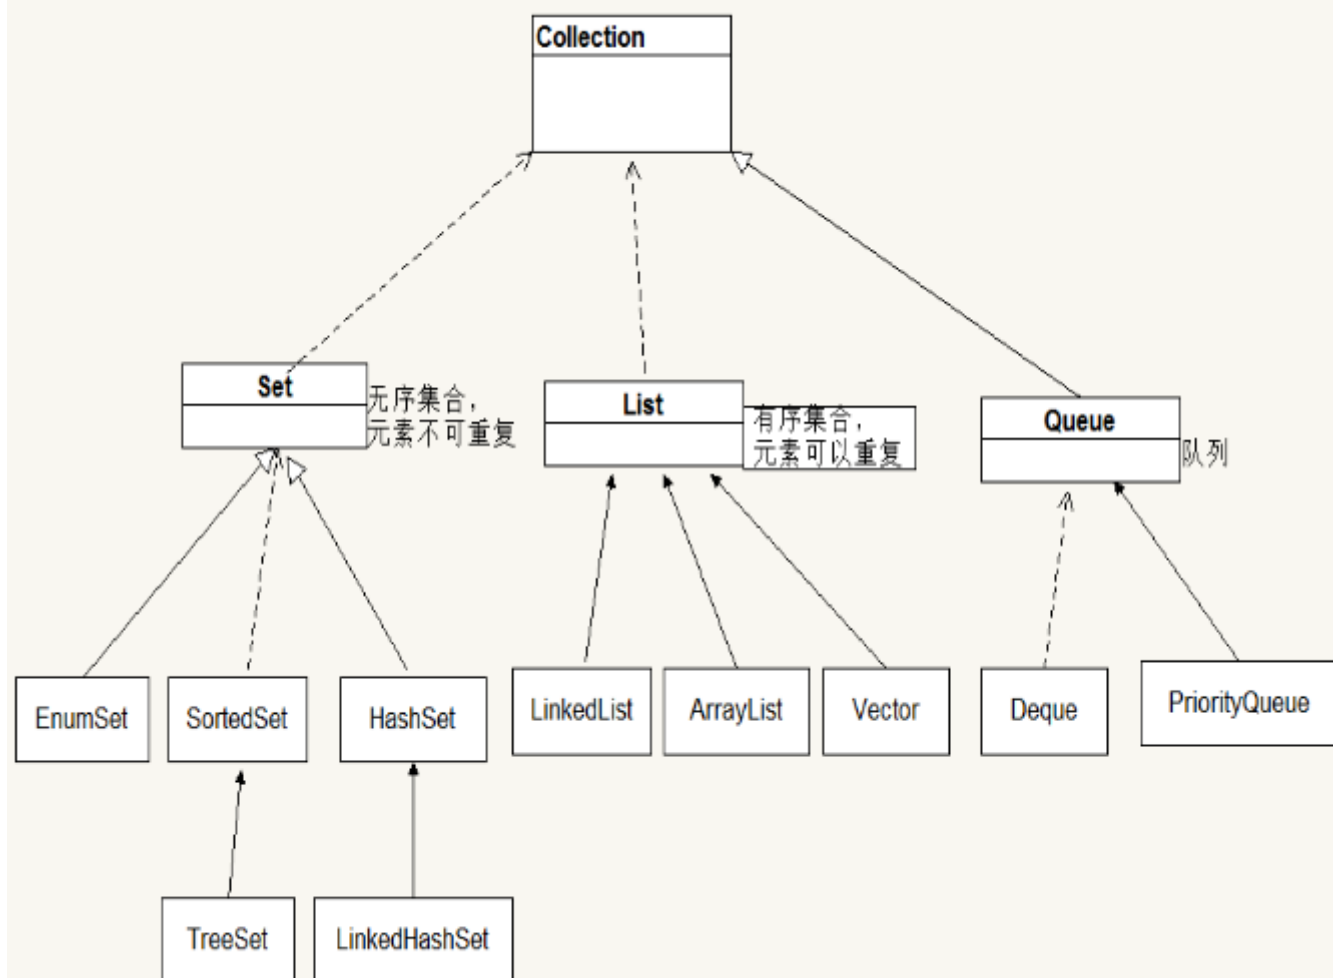 Collection
Set
无序集合，
元素不可重复
List
有序集合，
元素可以重复
Queue
队列
EnumSet
SortedSet
HashSet
LinkedList
ArrayList
Vector
Deque
PriorityQueue
TreeSet
LinkedHashSet